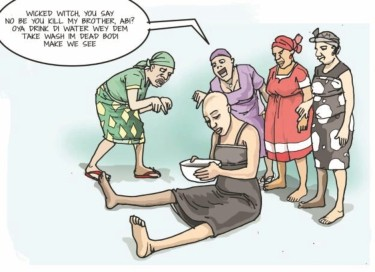 WICKED WITCH, YOU SAY
NO BE YOU KILL MY BROTHER, ABI?
OYA DRINK DI WATER WEY DEM
TAKE WASH IM DEAD BODI
MAKE WE SEE